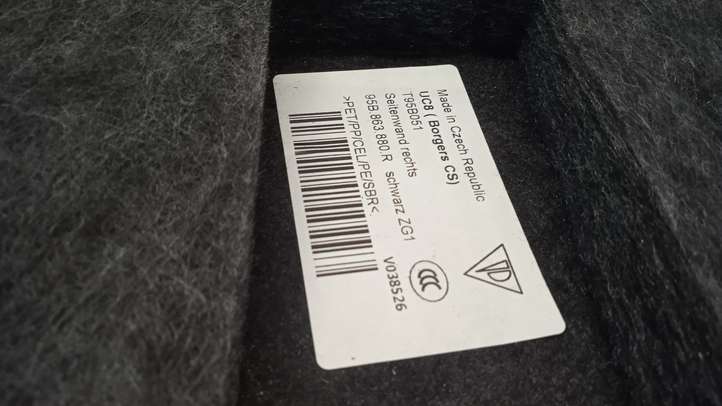 Made in Czech Republic
UC8 ( Borgers CS)
T95B051
Seitenwand rechts
95B.863.880.R schwarz ZG1
>PET/PP/CEL/PE/SBR<
V038526
CCC